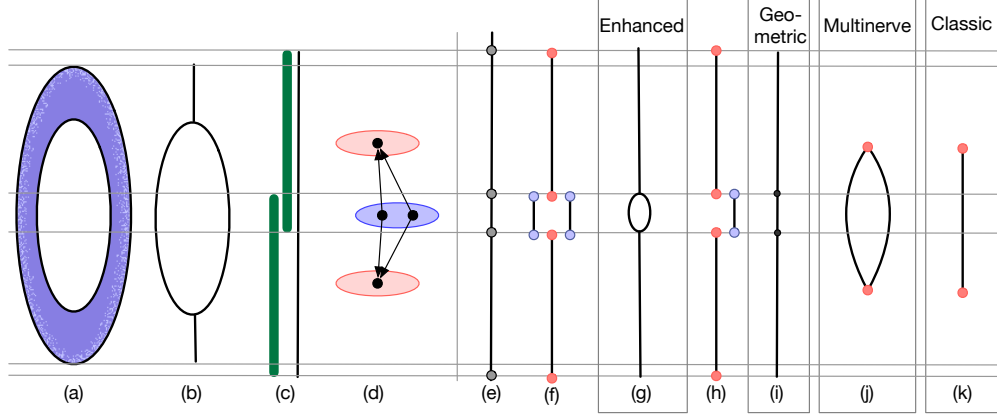 Enhanced
Geo-
metric
Multinerve
Classic
(a)
(b)
(c)
(d)
(e)
(f)
(g)
(h)
(i)
(j)
(k)